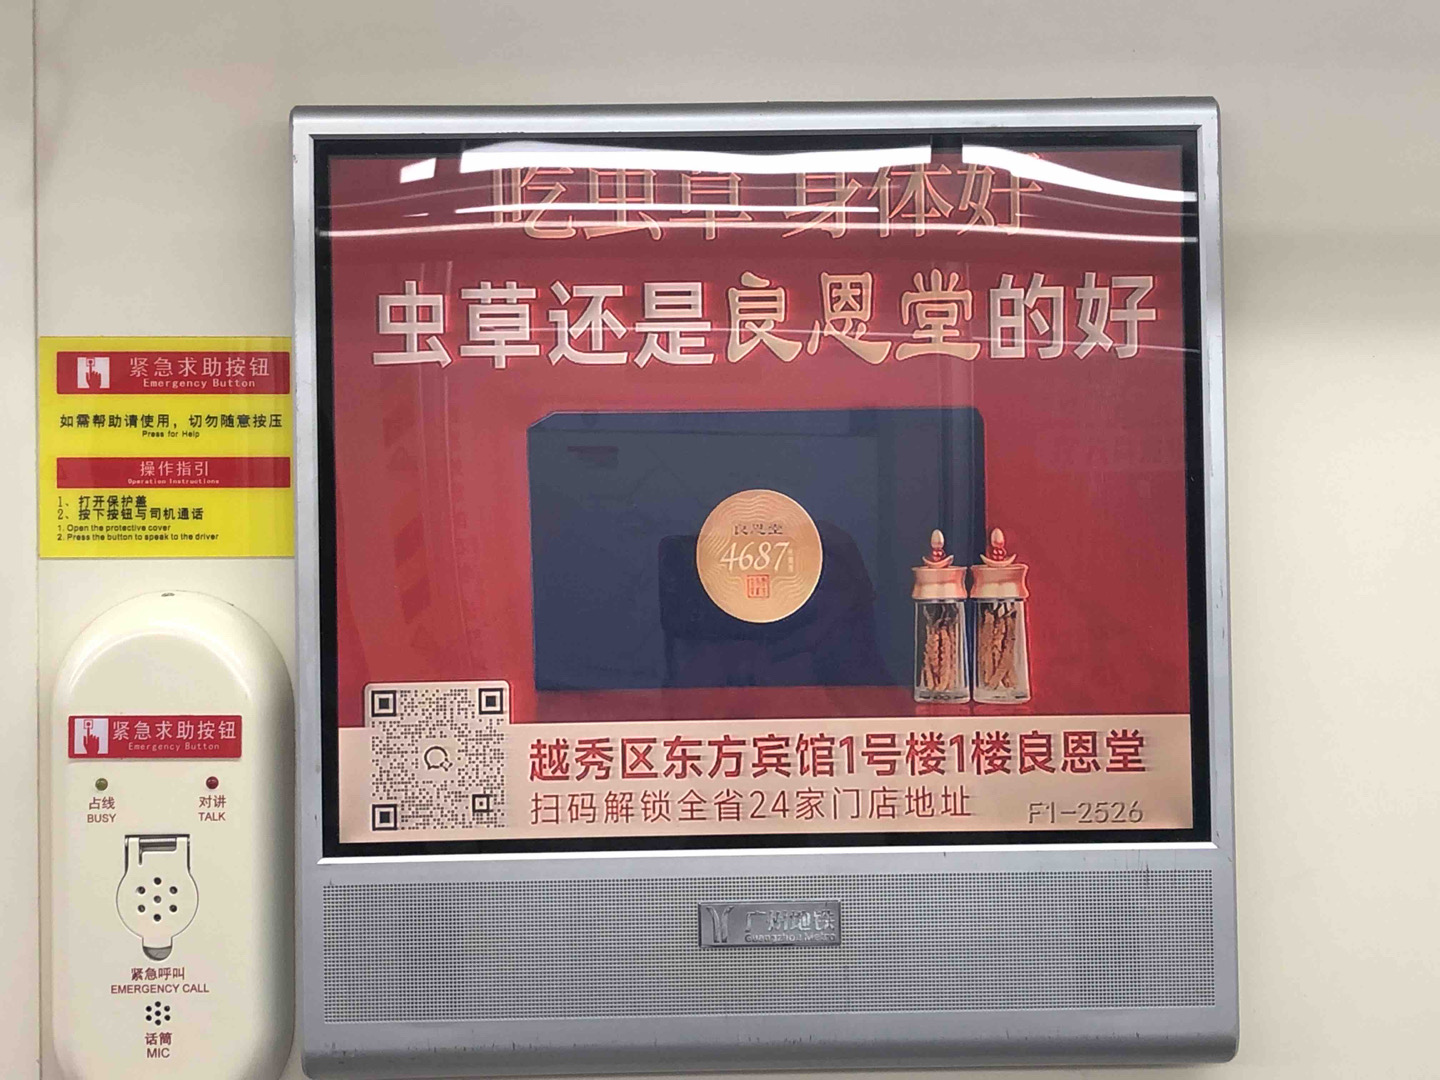 吃虫草 身体好
虫草还是良恩堂的好
良恩堂
4687
越秀区东方宾馆1号楼1楼良恩堂
扫码解锁全省24家门店地址
F1-2526
广州地铁
Guangzhou Metro
紧急求助按钮
Emergency Button
如需帮助请使用，切勿随意按压
Press for Help
操作指引
Operation Instructions
1、打开保护盖
2、按下按钮与司机通话
1. Open the protective cover
2. Press the button to speak to the driver
紧急求助按钮
Emergency Button
占线
BUSY
对讲
TALK
紧急呼叫
EMERGENCY CALL
话筒
MIC